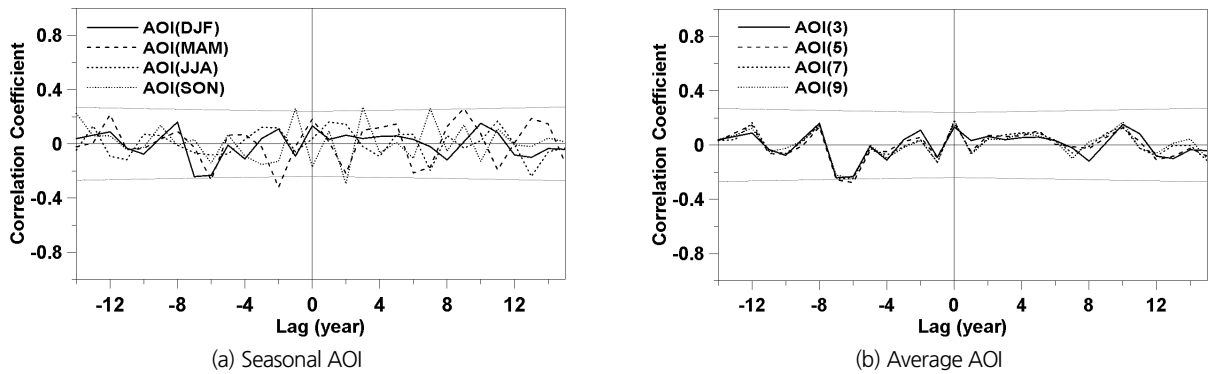 AOI(DJF)
AOI(MAM)
AOI(JJA)
AOI(SON)
0.8
0.4
0
-0.4
-0.8
Correlation Coefficient
-12 -8 -4 0 4 8 12
Lag (year)
(a) Seasonal AOI
AOI(3)
AOI(5)
AOI(7)
AOI(9)
0.8
0.4
0
-0.4
-0.8
Correlation Coefficient
-12 -8 -4 0 4 8 12
Lag (year)
(b) Average AOI